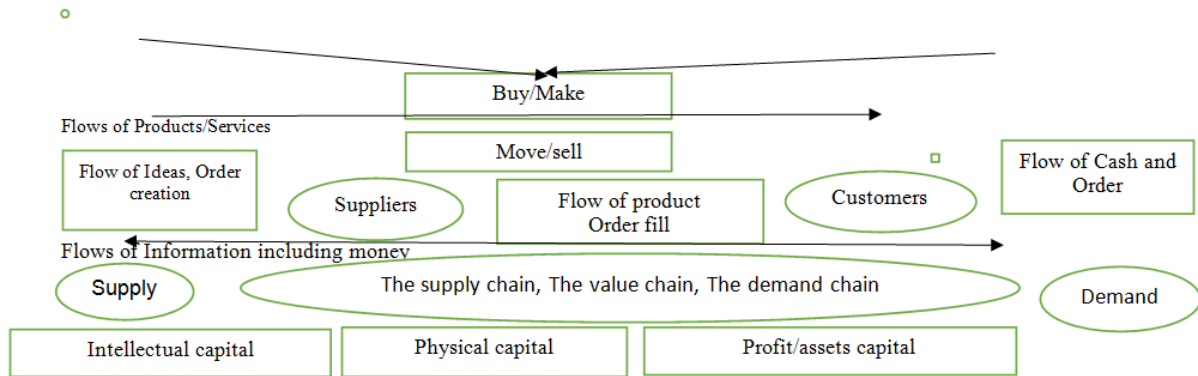 Buy/Make
Flows of Products/Services
Move/sell
Flow of Ideas, Order
creation
Flow of Cash and
Order
Suppliers
Flow of product
Order fill
Customers
Flows of Information including money
Supply
The supply chain, The value chain, The demand chain
Demand
Intellectual capital
Physical capital
Profit/assets capital